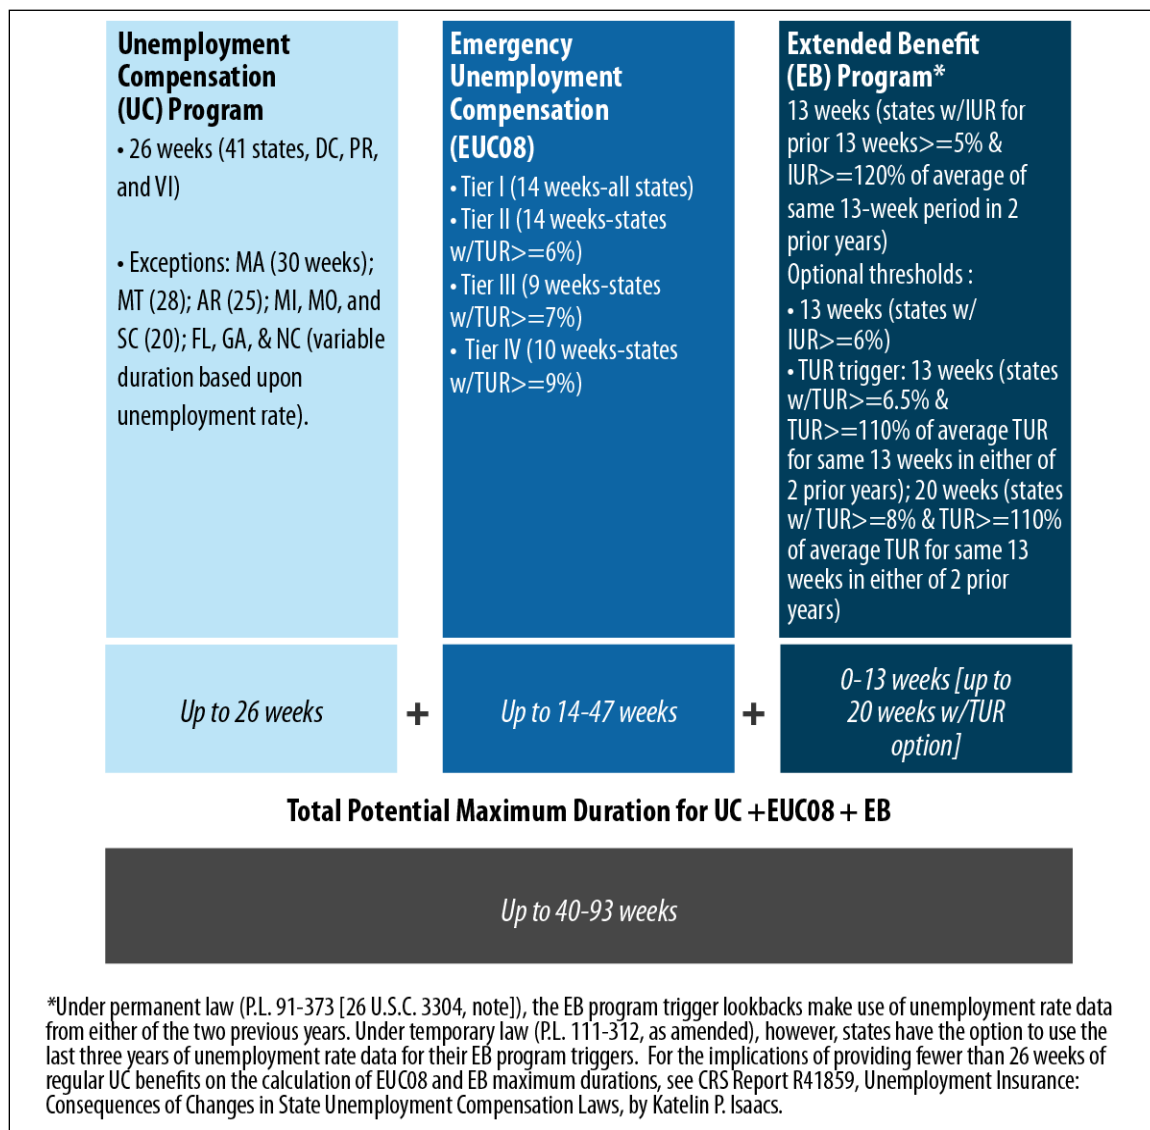 Unemployment
Compensation
(UC) Program
• 26 weeks (41 states, DC, PR,
and VI)
• Exceptions: MA (30 weeks);
MT (28); AR (25); MI, MO, and
SC (20); FL, GA, & NC (variable
duration based upon
unemployment rate).
Emergency
Unemployment
Compensation
(EUC08)
• Tier I (14 weeks-all states)
• Tier II (14 weeks-states
w/TUR>=6%)
• Tier III (9 weeks-states
w/TUR>=7%)
• Tier IV (10 weeks-states
w/TUR>=9%)
Extended Benefit
(EB) Program*
13 weeks (states w/IUR for
prior 13 weeks>=5% &
IUR>=120% of average of
same 13-week period in 2
prior years)
Optional thresholds :
• 13 weeks (states w/
IUR>=6%)
• TUR trigger: 13 weeks (states
w/TUR>=6.5% &
TUR>=110% of average TUR
for same 13 weeks in either of
2 prior years); 20 weeks (states
w/ TUR>=8% & TUR>=110%
of average TUR for same 13
weeks in either of 2 prior
years)
Up to 26 weeks
+
Up to 14-47 weeks
+
0-13 weeks [up to
20 weeks w/TUR
option]
Total Potential Maximum Duration for UC +EUC08 + EB
Up to 40-93 weeks
*Under permanent law (P.L. 91-373 [26 U.S.C. 3304, note]), the EB program trigger lookbacks make use of unemployment rate data
from either of the two previous years. Under temporary law (P.L. 111-312, as amended), however, states have the option to use the
last three years of unemployment rate data for their EB program triggers.  For the implications of providing fewer than 26 weeks of
regular UC benefits on the calculation of EUC08 and EB maximum durations, see CRS Report R41859, Unemployment Insurance:
Consequences of Changes in State Unemployment Compensation Laws, by Katelin P. Isaacs.